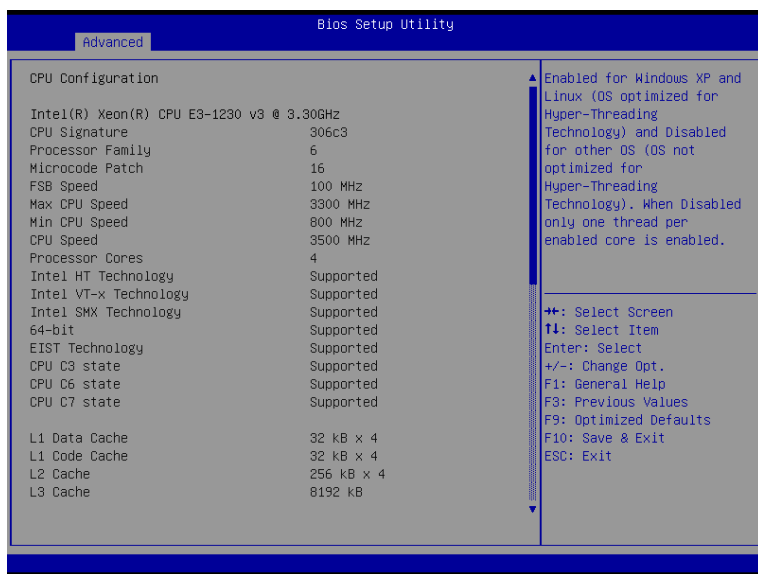 Bios Setup Utility
Advanced
CPU Configuration
Intel(R) Xeon(R) CPU E3-1230 v3 @ 3.30GHz
CPU Signature 306c3
Processor Family 6
Microcode Patch 16
FSB Speed 100 MHz
Max CPU Speed 3300 MHz
Min CPU Speed 800 MHz
CPU Speed 3500 MHz
Processor Cores 4
Intel HT Technology Supported
Intel VT-x Technology Supported
Intel SMX Technology Supported
64-bit Supported
EIST Technology Supported
CPU C3 state Supported
CPU C6 state Supported
CPU C7 state Supported
L1 Data Cache 32 kB x 4
L1 Code Cache 32 kB x 4
L2 Cache 256 kB x 4
L3 Cache 8192 kB
Enabled for Windows XP and
Linux (OS optimized for
Hyper-Threading
Technology) and Disabled
for other OS (OS not
optimized for
Hyper-Threading
Technology). When Disabled
only one thread per
enabled core is enabled.
→←: Select Screen
↑↓: Select Item
Enter: Select
+/-: Change Opt.
F1: General Help
F3: Previous Values
F9: Optimized Defaults
F10: Save & Exit
ESC: Exit